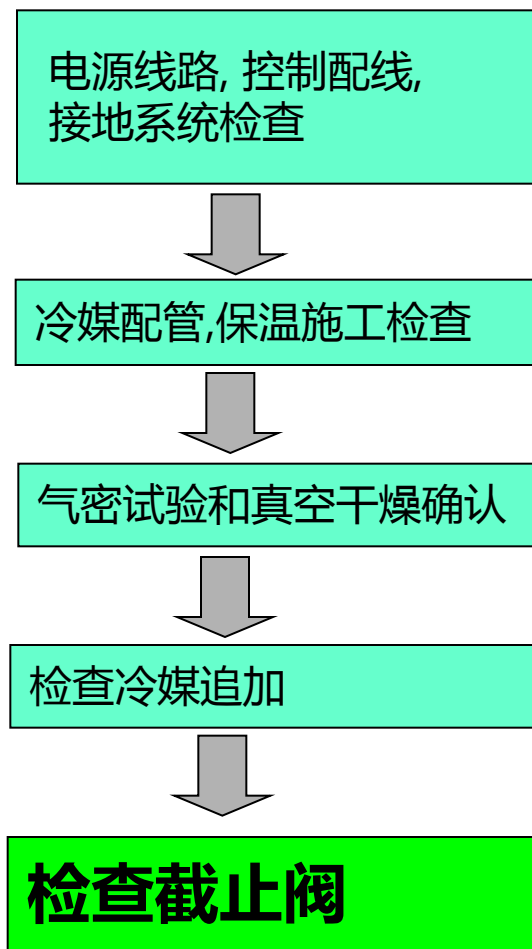 电源线路, 控制配线,
接地系统检查
冷媒配管,保温施工检查
气密试验和真空干燥确认
检查冷媒追加
检查截止阀